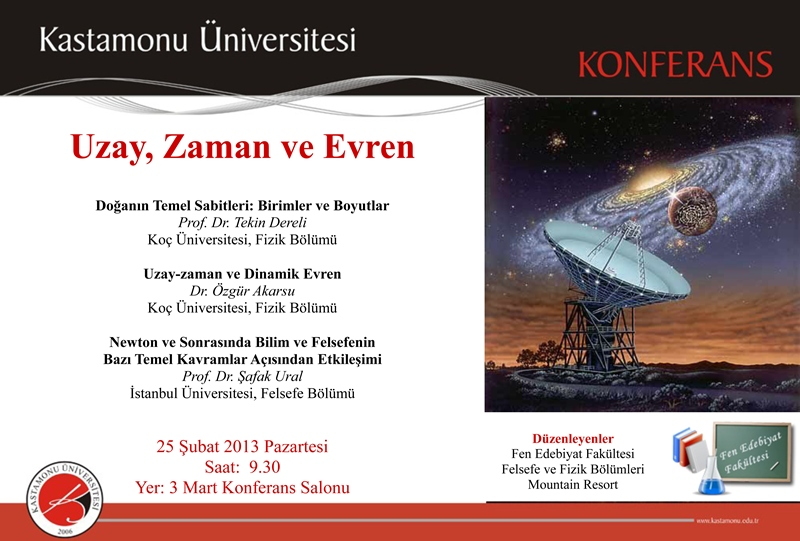 Kastamonu Üniversitesi
KONFERANS
Uzay, Zaman ve Evren
Doğanın Temel Sabitleri: Birimler ve Boyutlar
Prof. Dr. Tekin Dereli
Koç Üniversitesi, Fizik Bölümü
Uzay-zaman ve Dinamik Evren
Dr. Özgür Akarsu
Koç Üniversitesi, Fizik Bölümü
Newton ve Sonrasında Bilim ve Felsefenin
Bazı Temel Kavramlar Açısından Etkileşimi
Prof. Dr. Şafak Ural
İstanbul Üniversitesi, Felsefe Bölümü
25 Şubat 2013 Pazartesi
Saat: 9.30
Yer: 3 Mart Konferans Salonu
Düzenleyenler
Fen Edebiyat Fakültesi
Felsefe ve Fizik Bölümleri
Mountain Resort
Fen Edebiyat
Fakültesi
KASTAMONU ÜNİVERSİTESİ
2006
www.kastamonu.edu.tr